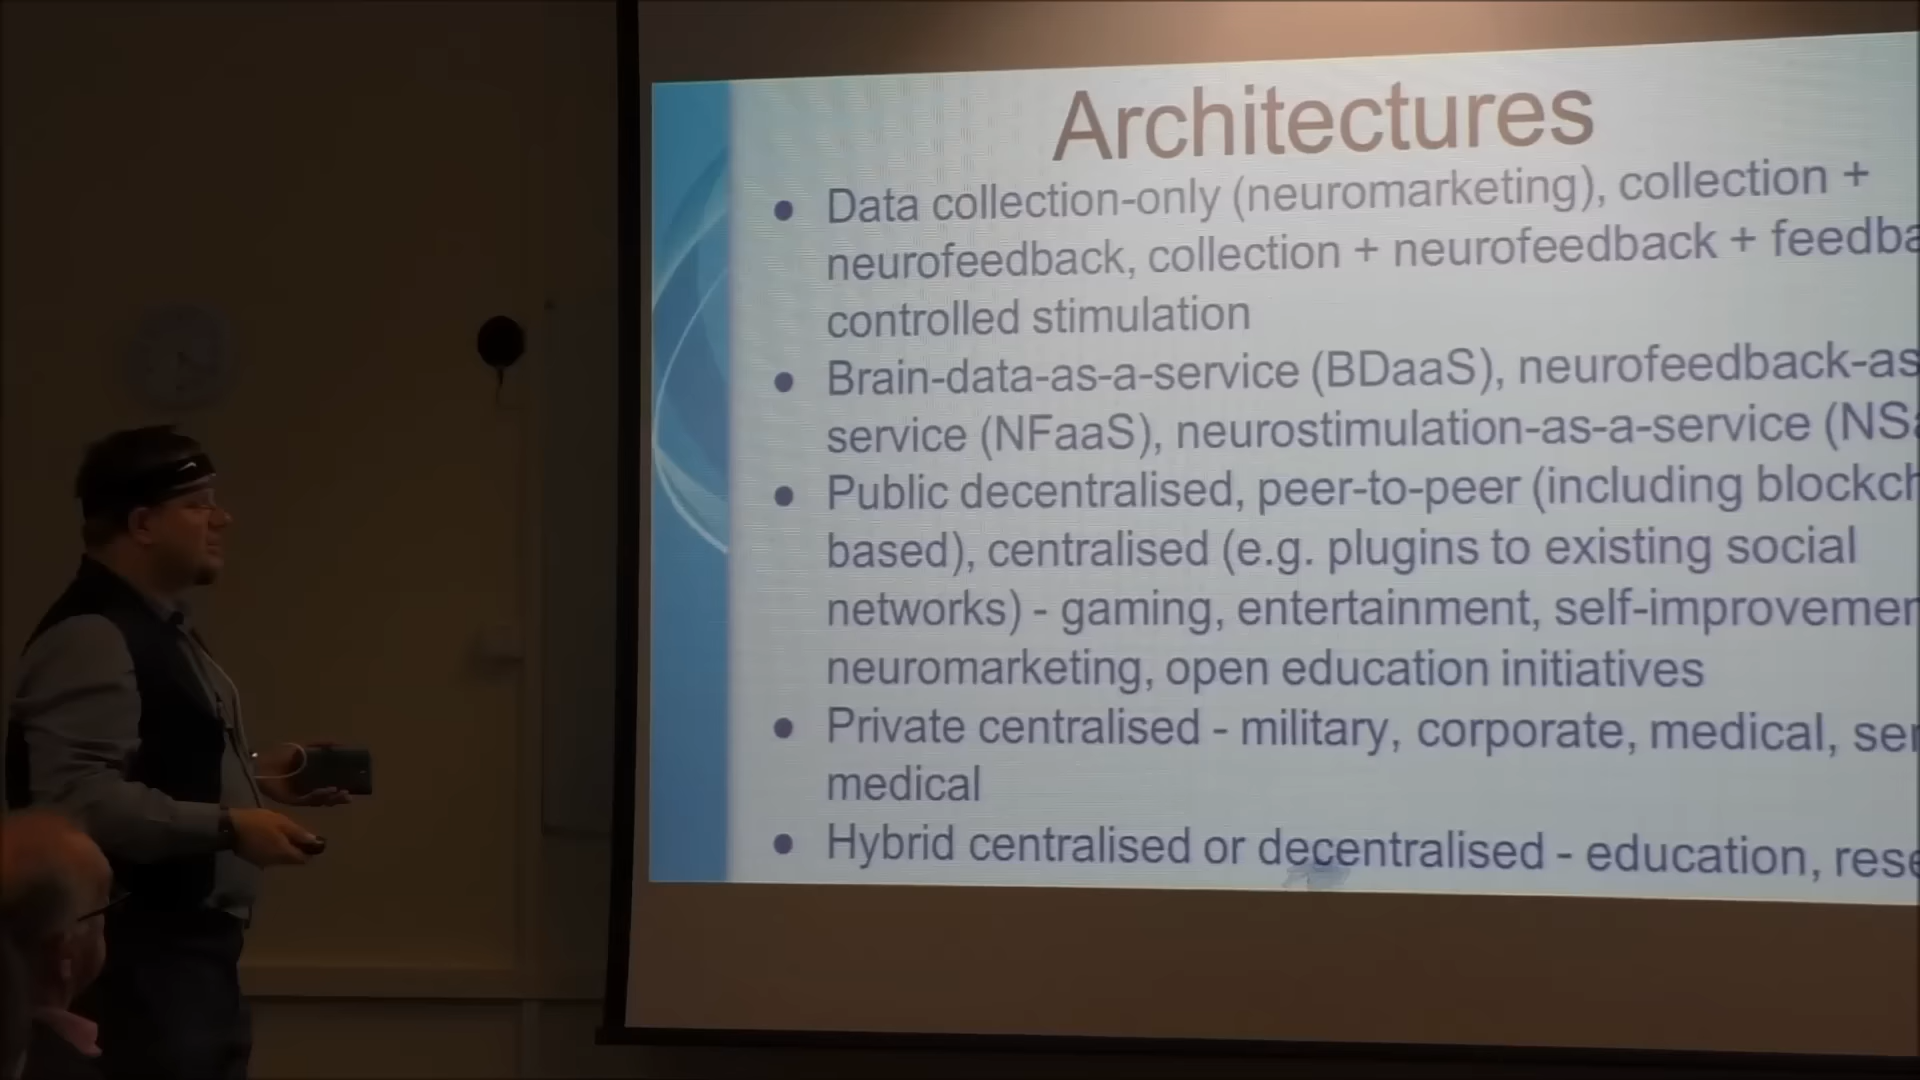 Architectures
• Data collection-only (neuromarketing), collection +
neurofeedback, collection + neurofeedback + feedba
controlled stimulation
• Brain-data-as-a-service (BDaaS), neurofeedback-as
service (NFaaS), neurostimulation-as-a-service (NSa
• Public decentralised, peer-to-peer (including blockch
based), centralised (e.g. plugins to existing social
networks) - gaming, entertainment, self-improvemen
neuromarketing, open education initiatives
• Private centralised - military, corporate, medical, ser
medical
• Hybrid centralised or decentralised - education, rese